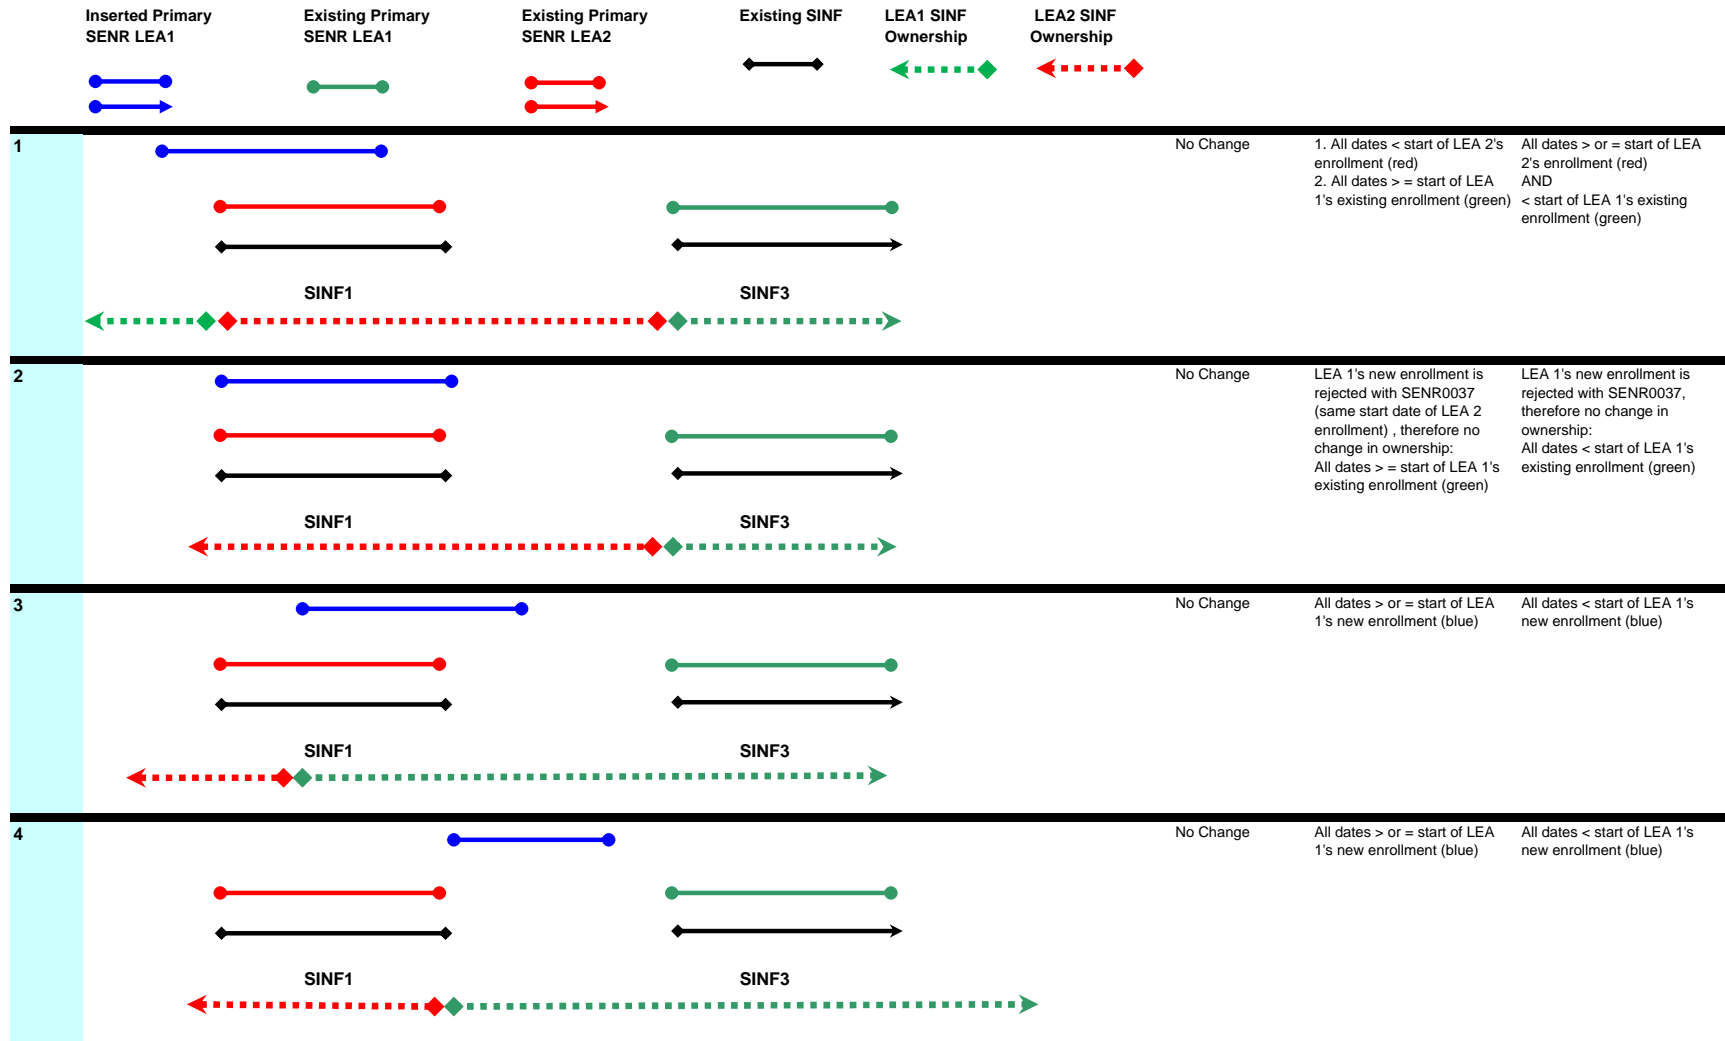 Inserted Primary
SENR LEA1
Existing Primary
SENR LEA1
Existing Primary
SENR LEA2
Existing SINF
LEA1 SINF
Ownership
LEA2 SINF
Ownership
1
No Change
1. All dates < start of LEA 2's
enrollment (red)
2. All dates > = start of LEA
1's existing enrollment (green)
All dates > or = start of LEA
2's enrollment (red)
AND
< start of LEA 1's existing
enrollment (green)
SINF1
SINF3
2
No Change
LEA 1's new enrollment is
rejected with SENR0037
(same start date of LEA 2
enrollment) , therefore no
change in ownership:
All dates > = start of LEA 1's
existing enrollment (green)
LEA 1's new enrollment is
rejected with SENR0037,
therefore no change in
ownership:
All dates < start of LEA 1's
existing enrollment (green)
SINF1
SINF3
3
No Change
All dates > or = start of LEA
1's new enrollment (blue)
All dates < start of LEA 1's
new enrollment (blue)
SINF1
SINF3
4
No Change
All dates > or = start of LEA
1's new enrollment (blue)
All dates < start of LEA 1's
new enrollment (blue)
SINF1
SINF3